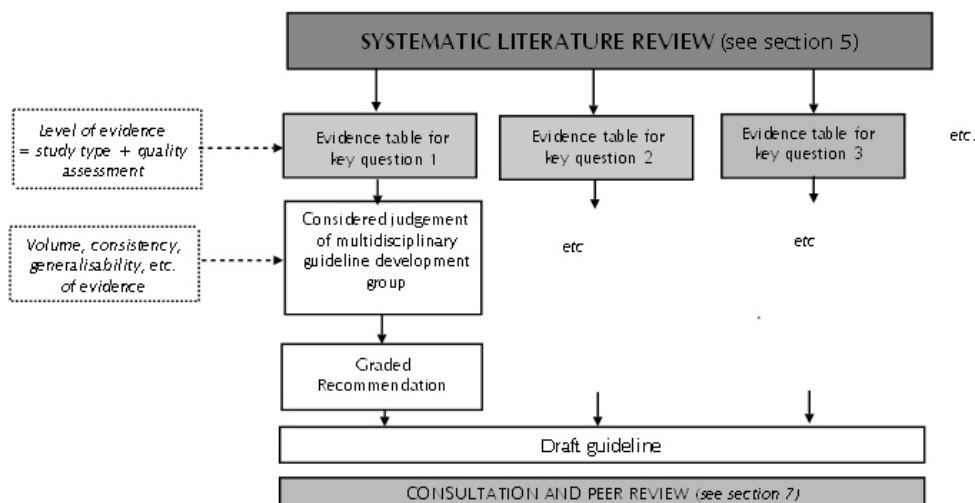 SYSTEMATIC LITERATURE REVIEW (see section 5)
Level of evidence
= study type + quality
assessment
Evidence table for
key question 1
Evidence table for
key question 2
Evidence table for
key question 3
etc.
Volume, consistency,
generalisability, etc.
of evidence
Considered judgement
of multidisciplinary
guideline development
group
etc
etc
Graded
Recommendation
Draft guideline
CONSULTATION AND PEER REVIEW (see section 7)